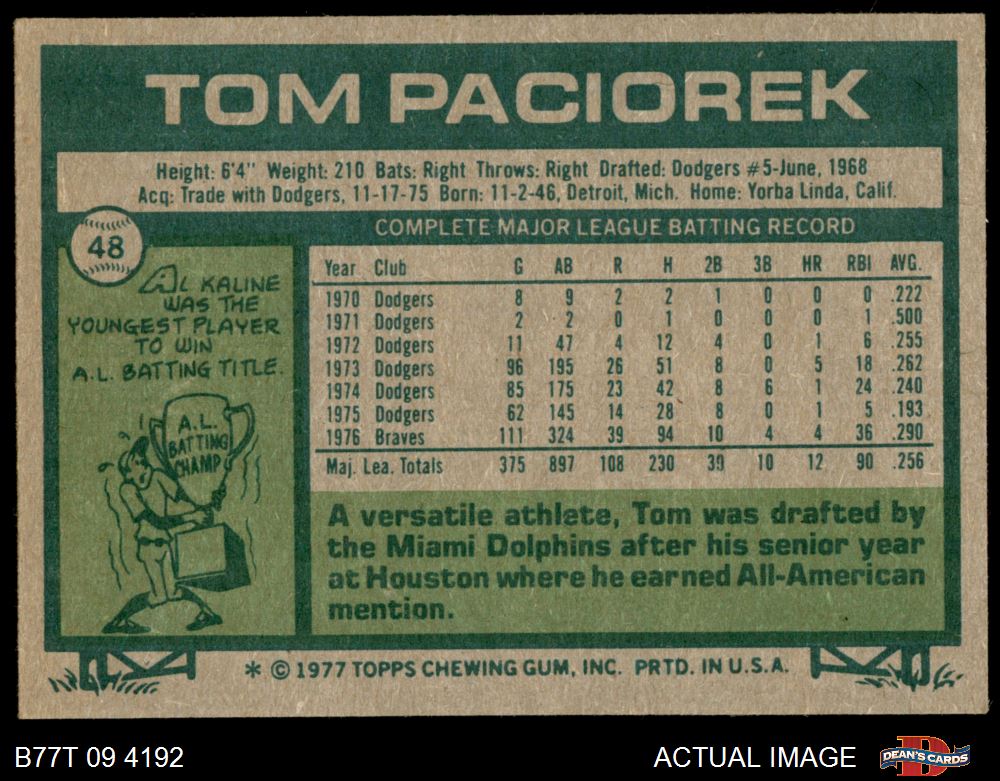 TOM PACIOREK
Height: 6'4" Weight: 210 Bats: Right Throws: Right Drafted: Dodgers #5-June, 1968
Acq: Trade with Dodgers, 11-17-75 Born: 11-2-46, Detroit, Mich. Home: Yorba Linda, Calif.
48
AL KALINE
WAS THE
YOUNGEST PLAYER
TO WIN
A.L. BATTING TITLE.
A.L.
BATTING
CHAMP
COMPLETE MAJOR LEAGUE BATTING RECORD
Year Club G AB R H 2B 3B HR RBI AVG.
1970 Dodgers 8 9 2 2 1 0 0 0 .222
1971 Dodgers 2 2 0 1 0 0 0 1 .500
1972 Dodgers 11 47 4 12 4 0 1 6 .255
1973 Dodgers 96 195 26 51 8 0 5 18 .262
1974 Dodgers 85 175 23 42 8 6 1 24 .240
1975 Dodgers 62 145 14 28 8 0 1 5 .193
1976 Braves 111 324 39 94 10 4 4 36 .290
Maj. Lea. Totals 375 897 108 230 39 10 12 90 .256
A versatile athlete, Tom was drafted by
the Miami Dolphins after his senior year
at Houston where he earned All-American
mention.
* © 1977 TOPPS CHEWING GUM, INC. PRTD. IN U.S.A.
B77T 09 4192
ACTUAL IMAGE
DEAN'S CARDS